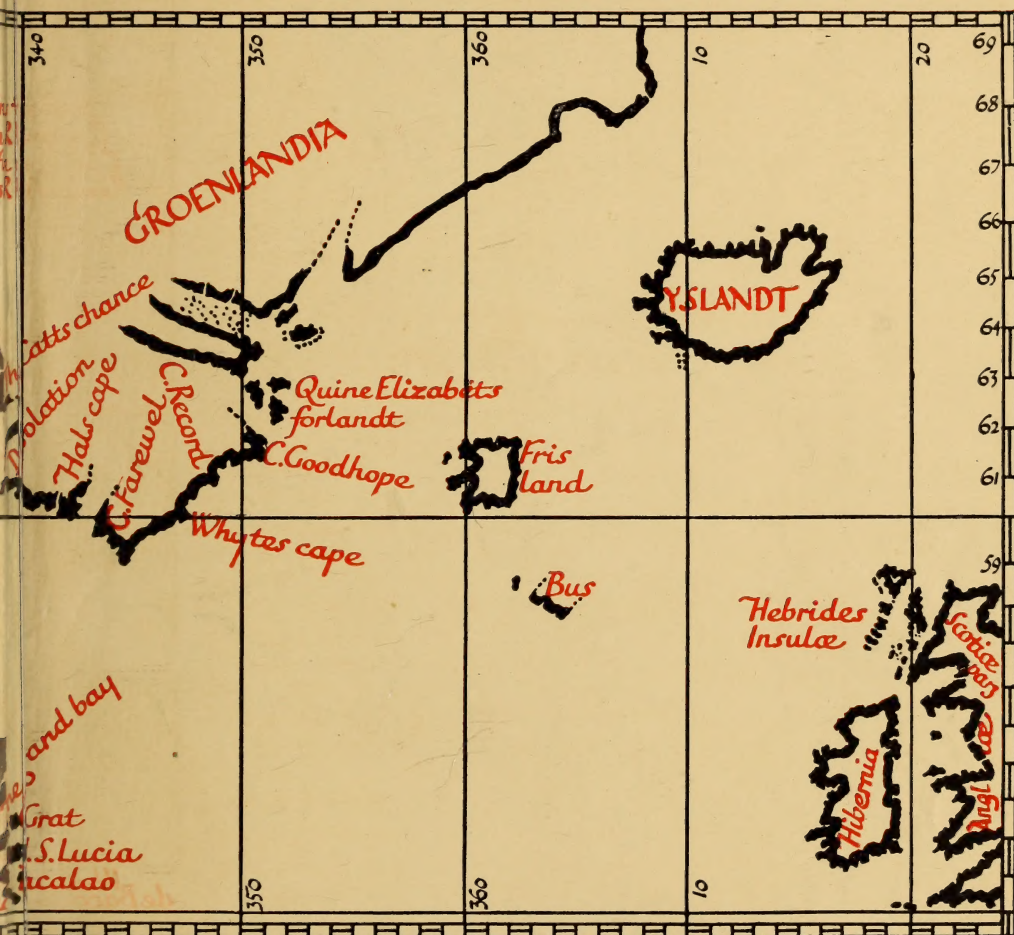 340
350
360
10
20
69
68
67
66
65
64
63
62
61
59
GROENLANDIA
YSLANDT
Catts chance
Hals cape
C. Farewel
C. Record
Quine Elizabets
forlandt
C. Goodhope
Fris
land
Whytes cape
Bus
Hebrides
Insulæ
Scotiæ
pars
Hibernia
Angliæ
and bay
Grat
S. Lucia
acalao
350
360
10